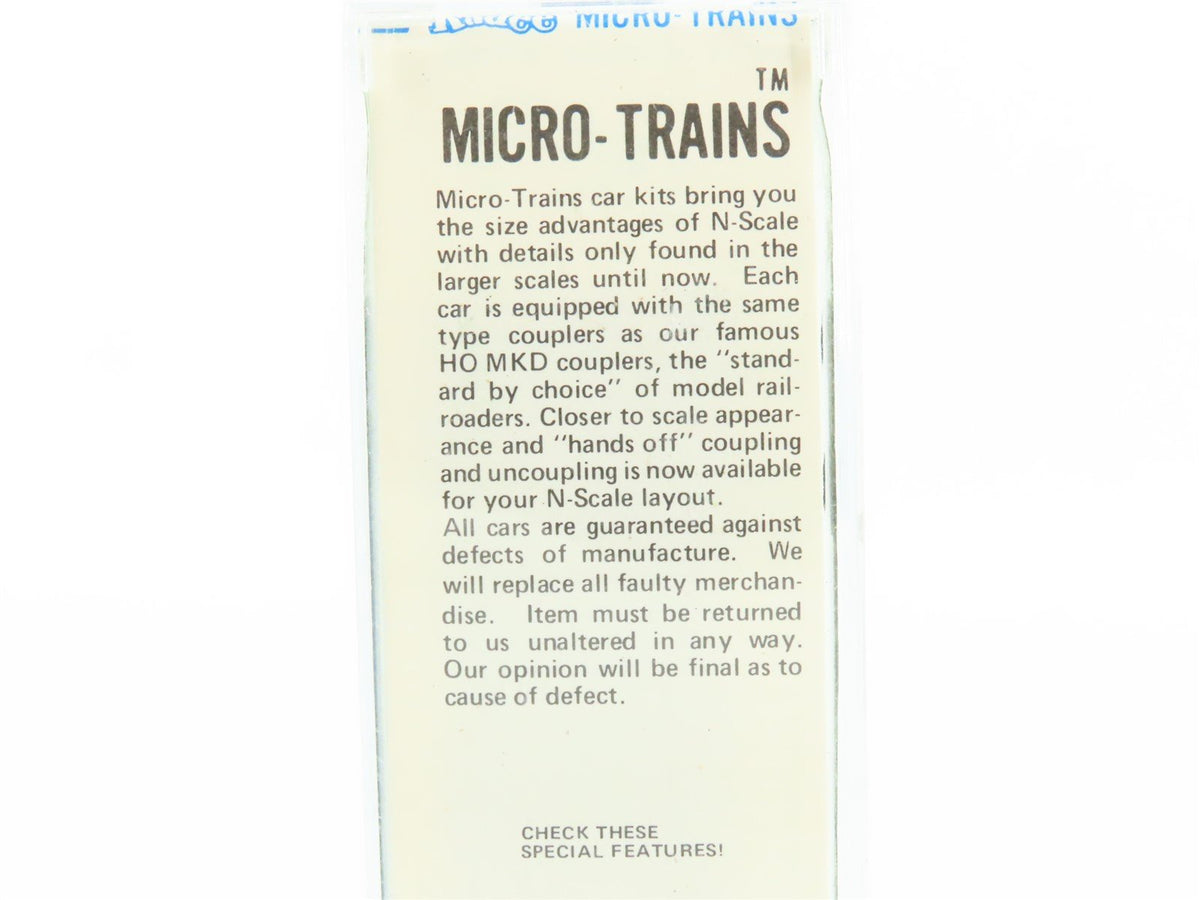 MICRO-TRAINS
TM
MICRO-TRAINS
Micro-Trains car kits bring you
the size advantages of N-Scale
with details only found in the
larger scales until now. Each
car is equipped with the same
type couplers as our famous
HO MKD couplers, the "stand-
ard by choice" of model rail-
roaders. Closer to scale appear-
ance and "hands off" coupling
and uncoupling is now available
for your N-Scale layout.
All cars are guaranteed against
defects of manufacture. We
will replace all faulty merchan-
dise. Item must be returned
to us unaltered in any way.
Our opinion will be final as to
cause of defect.
CHECK THESE
SPECIAL FEATURES!